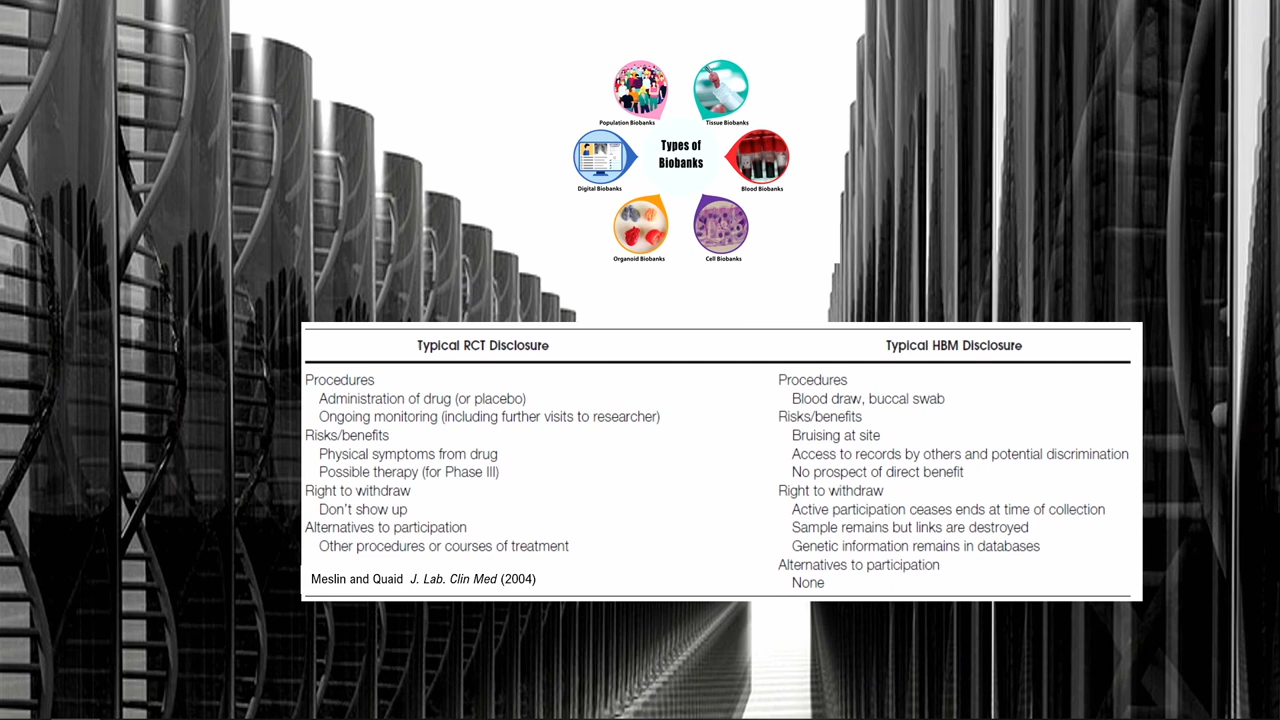 Population Biobanks
Tissue Biobanks
Types of
Biobanks
Digital Biobanks
Blood Biobanks
Organoid Biobanks
Cell Biobanks
Typical RCT Disclosure
Procedures
Administration of drug (or placebo)
Ongoing monitoring (including further visits to researcher)
Risks/benefits
Physical symptoms from drug
Possible therapy (for Phase III)
Right to withdraw
Don't show up
Alternatives to participation
Other procedures or courses of treatment
Meslin and Quaid J. Lab. Clin Med (2004)
Typical HBM Disclosure
Procedures
Blood draw, buccal swab
Risks/benefits
Bruising at site
Access to records by others and potential discrimination
No prospect of direct benefit
Right to withdraw
Active participation ceases ends at time of collection
Sample remains but links are destroyed
Genetic information remains in databases
Alternatives to participation
None